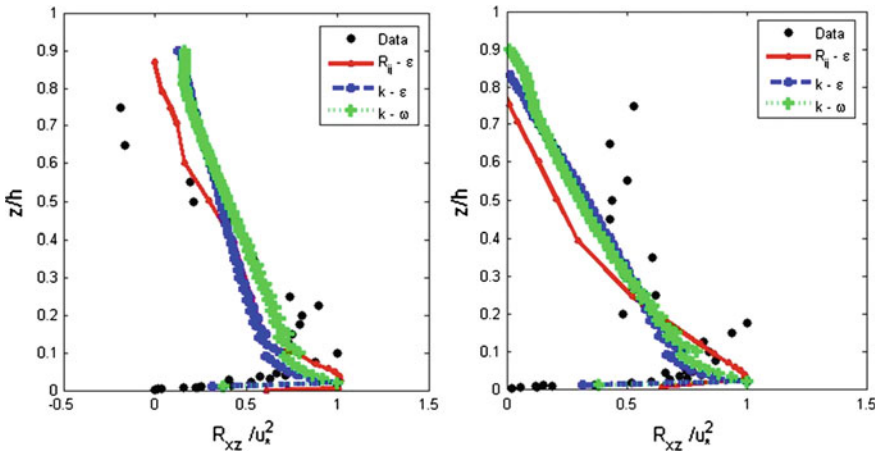 0.9
0.8
0.7
0.6
0.5
0.4
0.3
0.2
0.1
0
z/h
-0.5
0
0.5
1
1.5
R_xz /u_*^2
Data
R_ij - ε
k - ε
k - ω
0.9
0.8
0.7
0.6
0.5
0.4
0.3
0.2
0.1
0
z/h
0
0.5
1
1.5
R_xz /u_*^2
Data
R_ij - ε
k - ε
k - ω